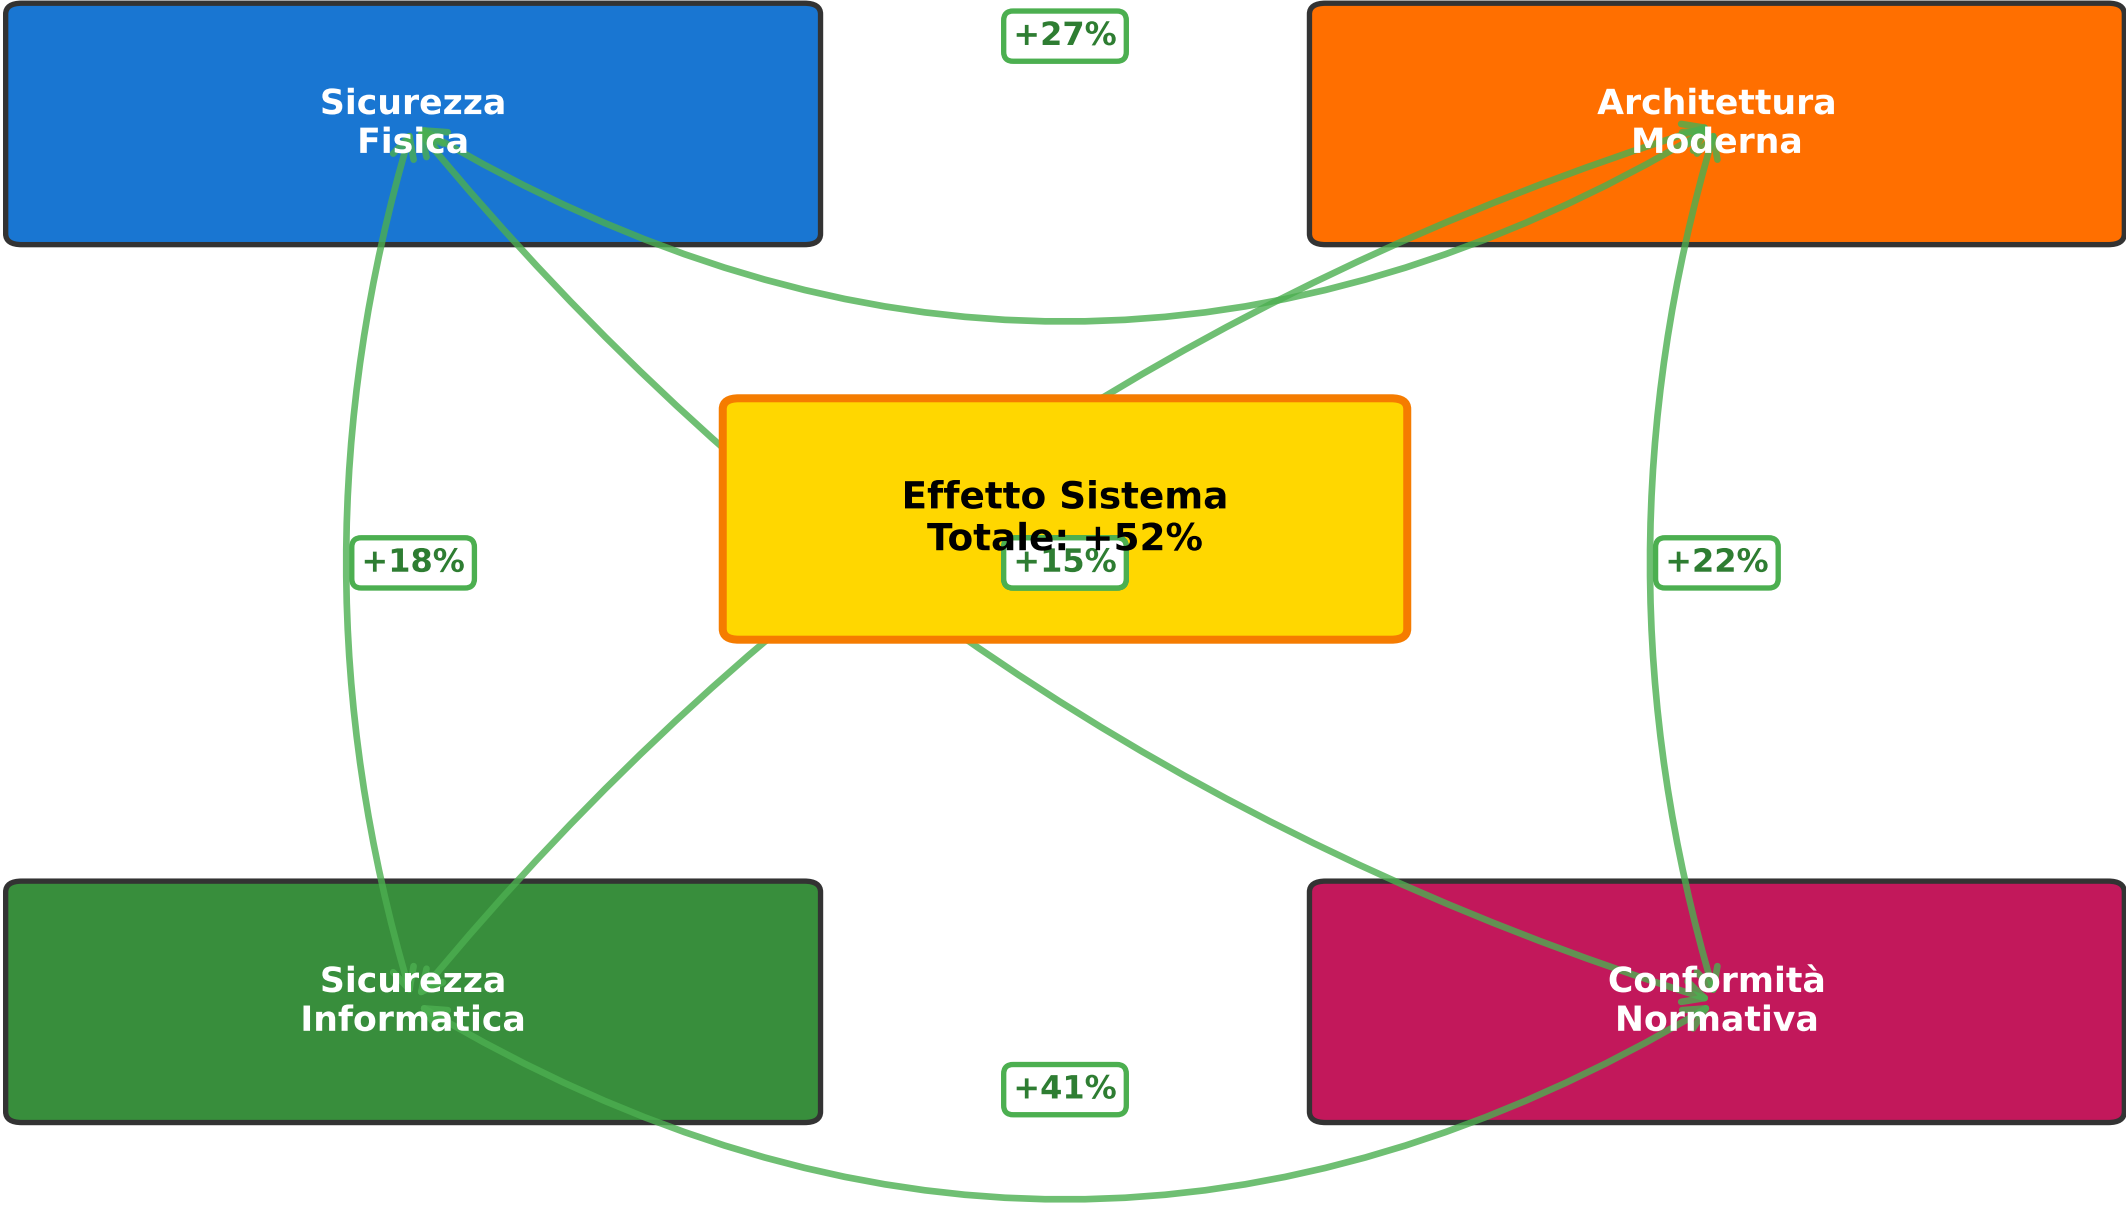 +27%
Sicurezza
Fisica
Architettura
Moderna
Effetto Sistema
Totale: +52%
+18%
+15%
+22%
Sicurezza
Informatica
Conformità
Normativa
+41%